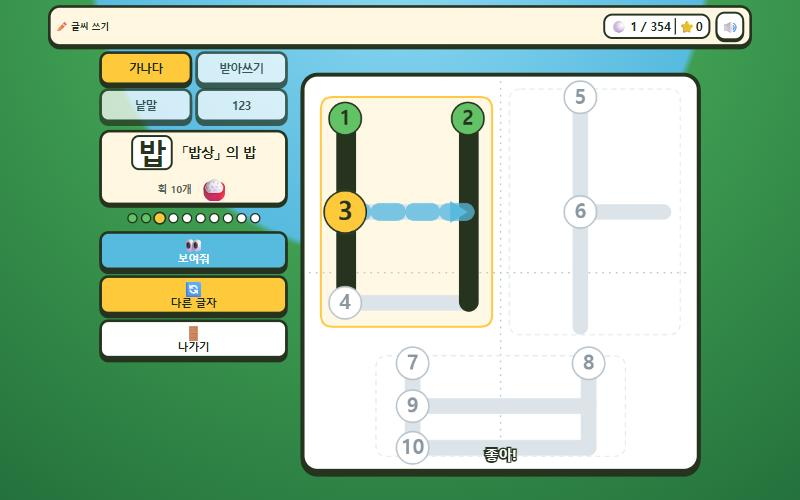 글씨 쓰기
1 / 354 0
가나다 받아쓰기
낱말 123
밥 「밥상」 의 밥
획 10개
보여줘
다른 글자
나가기
1 2 5
3 6
4
7 8
9
10
좋아!